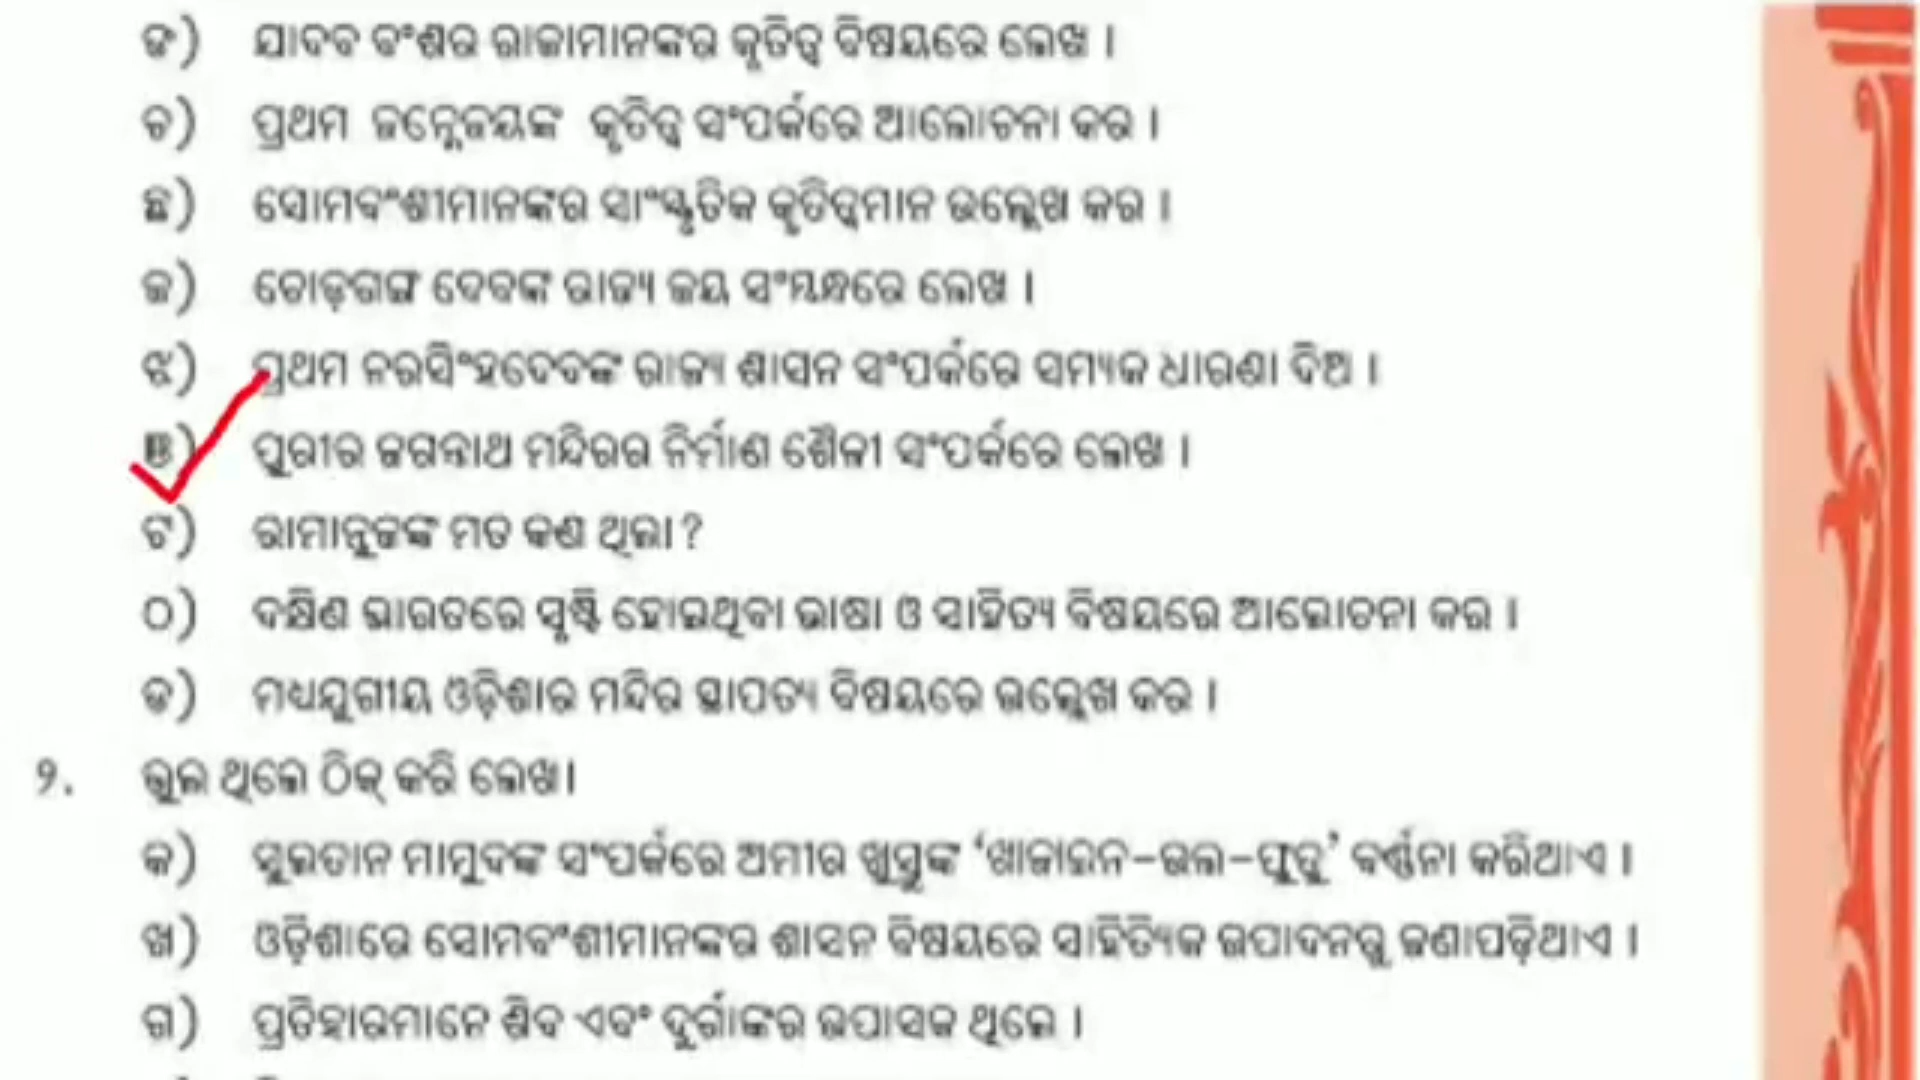 ଙ) ଯାଦବ ବଂଶର ରାଜାମାନଙ୍କର କୃତିତ୍ୱ ବିଷୟରେ ଲେଖ ।
ଚ) ପ୍ରଥମ ଜନ୍ମେଜୟଙ୍କ କୃତିତ୍ୱ ସଂପର୍କରେ ଆଲୋଚନା କର ।
ଛ) ସୋମବଂଶୀମାନଙ୍କର ସାଂସ୍କୃତିକ କୃତିତ୍ୱମାନ ଉଲ୍ଲେଖ କର ।
ଜ) ଚୋଡ଼ଗଙ୍ଗ ଦେବଙ୍କ ରାଜ୍ୟ ଜୟ ସଂମ୍ବନ୍ଧରେ ଲେଖ ।
ଝ) ପ୍ରଥମ ନରସିଂହଦେବଙ୍କ ରାଜ୍ୟ ଶାସନ ସଂପର୍କରେ ସମ୍ୟକ ଧାରଣା ଦିଅ ।
ଞ) ପୁରୀର ଜଗନ୍ନାଥ ମନ୍ଦିରର ନିର୍ମାଣ ଶୈଳୀ ସଂପର୍କରେ ଲେଖ ।
ଟ) ରାମାନୁଜଙ୍କ ମତ କଣ ଥିଲା ?
ଠ) ଦକ୍ଷିଣ ଭାରତରେ ସୃଷ୍ଟି ହୋଇଥିବା ଭାଷା ଓ ସାହିତ୍ୟ ବିଷୟରେ ଆଲୋଚନା କର ।
ଡ) ମଧ୍ୟଯୁଗୀୟ ଓଡ଼ିଶାର ମନ୍ଦିର ସ୍ଥାପତ୍ୟ ବିଷୟରେ ଉଲ୍ଲେଖ କର ।
୨. ଭୁଲ ଥିଲେ ଠିକ୍ କରି ଲେଖ।
କ) ସୁଲତାନ ମାମୁଦଙ୍କ ସଂପର୍କରେ ଅମୀର ଖୁସ୍ରୁଙ୍କ ‘ଖାଜାଇନ-ଉଲ-ଫୁତୁ’ ବର୍ଣ୍ଣନା କରିଥାଏ ।
ଖ) ଓଡ଼ିଶାରେ ସୋମବଂଶୀମାନଙ୍କର ଶାସନ ବିଷୟରେ ସାହିତ୍ୟିକ ଉପାଦାନରୁ ଜଣାପଡ଼ିଥାଏ ।
ଗ) ପ୍ରତିହାରମାନେ ଶିବ ଏବଂ ଦୁର୍ଗାଙ୍କର ଉପାସକ ଥିଲେ ।